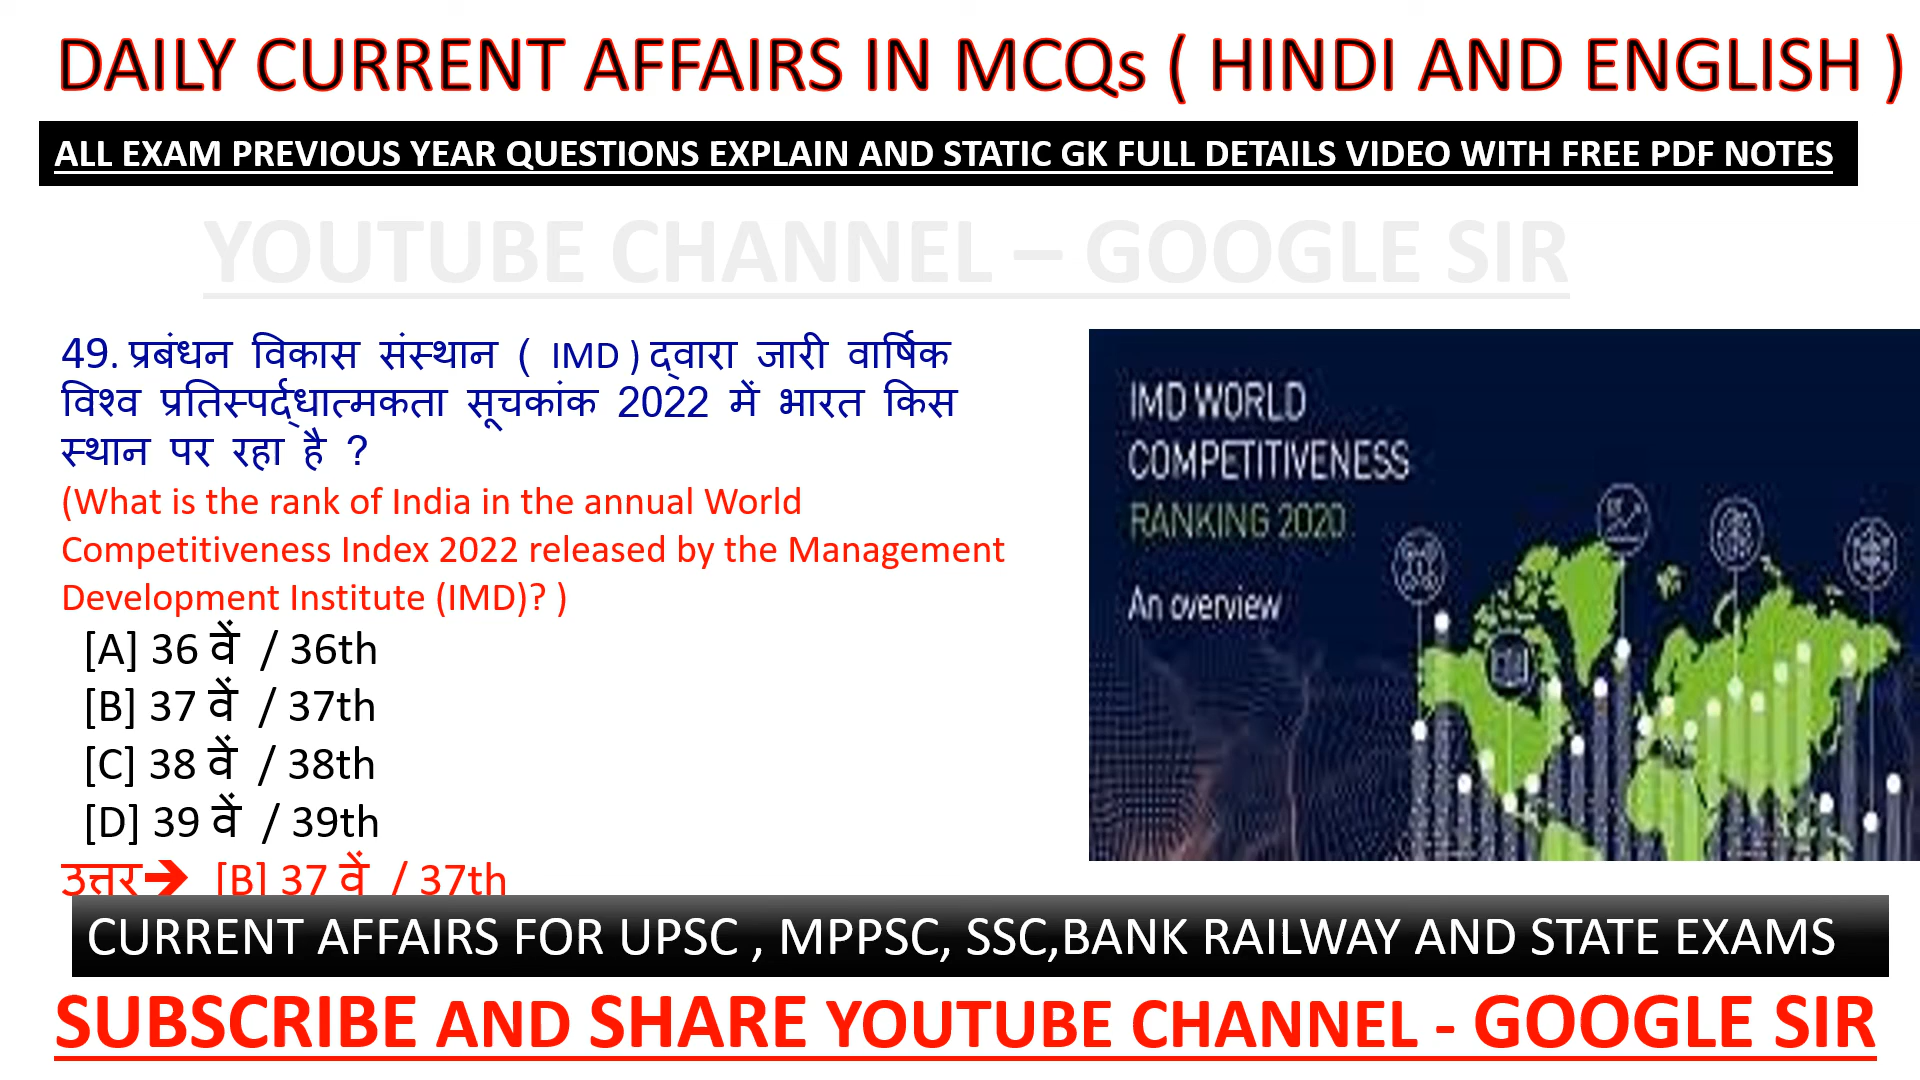 DAILY CURRENT AFFAIRS IN MCQs ( HINDI AND ENGLISH )
ALL EXAM PREVIOUS YEAR QUESTIONS EXPLAIN AND STATIC GK FULL DETAILS VIDEO WITH FREE PDF NOTES
YOUTUBE CHANNEL – GOOGLE SIR
49. प्रबंधन विकास संस्थान ( IMD ) द्वारा जारी वार्षिक
विश्व प्रतिस्पर्द्धात्मकता सूचकांक 2022 में भारत किस
स्थान पर रहा है ?
(What is the rank of India in the annual World
Competitiveness Index 2022 released by the Management
Development Institute (IMD)? )
[A] 36 वें / 36th
[B] 37 वें / 37th
[C] 38 वें / 38th
[D] 39 वें / 39th
उत्तर➔ [B] 37 वें / 37th
IMD WORLD
COMPETITIVENESS
RANKING 2020
An overview
CURRENT AFFAIRS FOR UPSC , MPPSC, SSC,BANK RAILWAY AND STATE EXAMS
SUBSCRIBE AND SHARE YOUTUBE CHANNEL - GOOGLE SIR